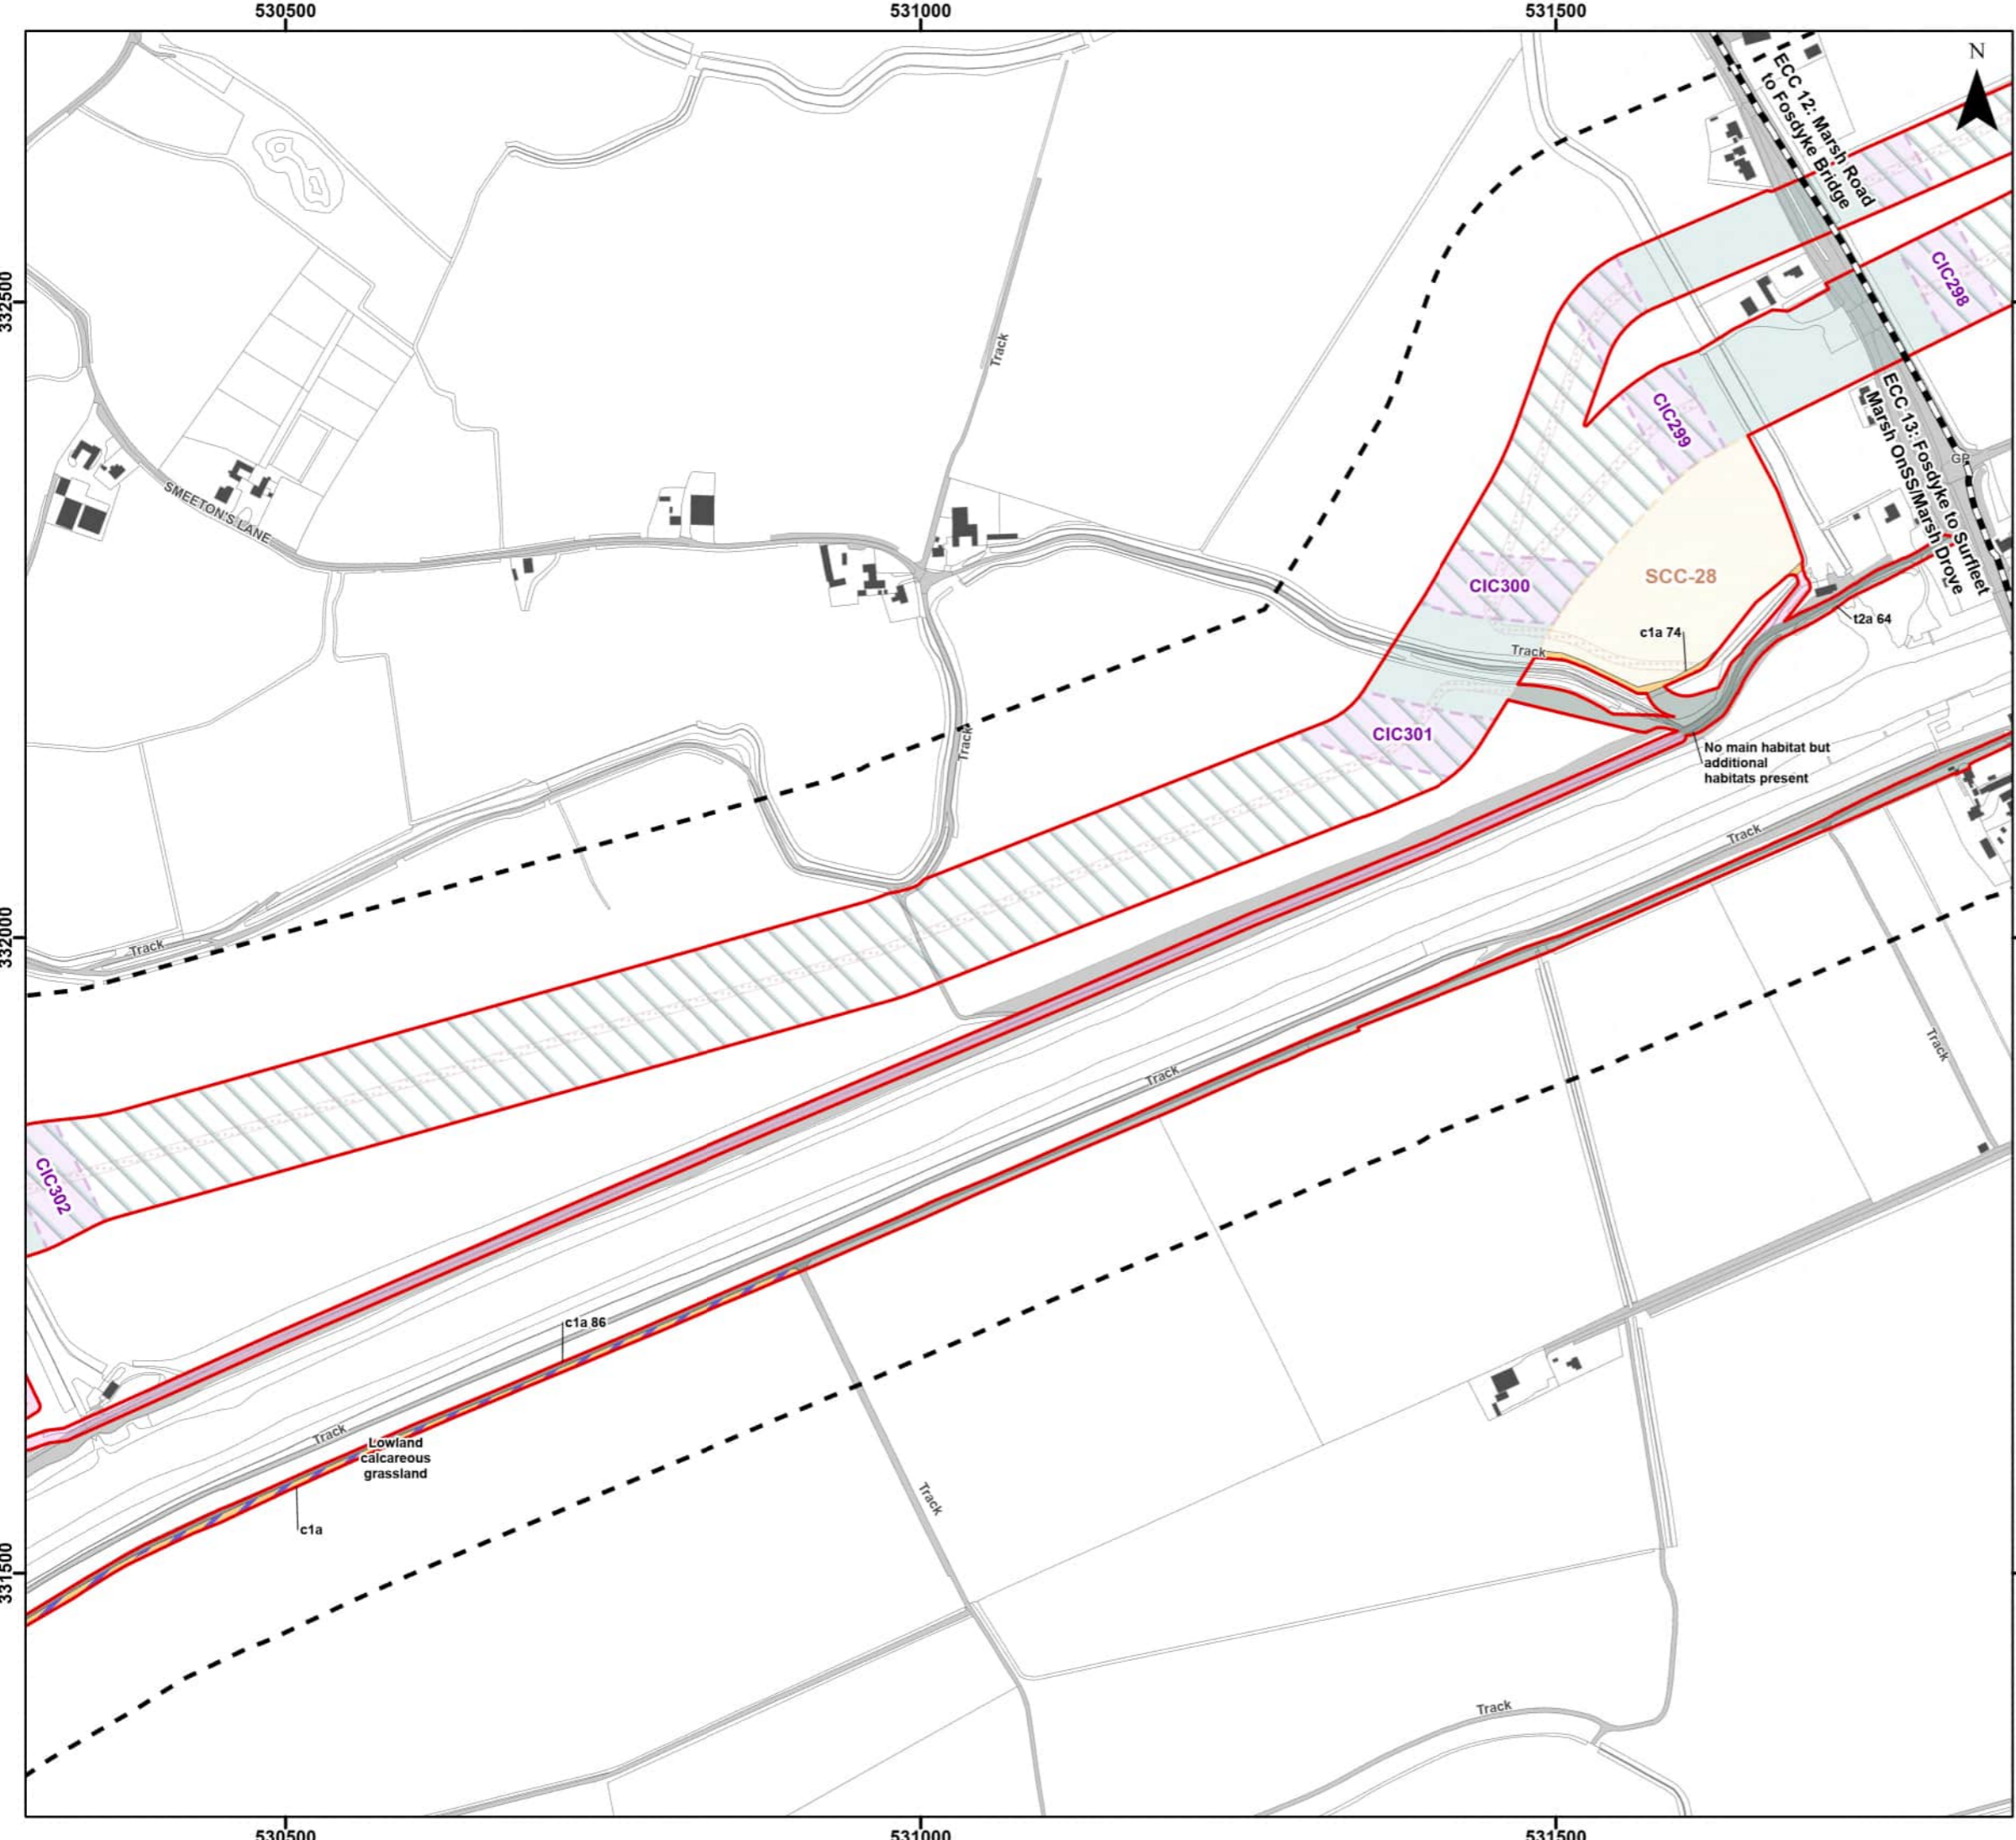 530500
531000
531500
N
ECC 12: Marsh Road
to Fosdyke Bridge
CIC298
332500
Track
CIC299
SMEETON'S LANE
GP
ECC 13: Fosdyke to Surfleet
Marsh OnSS/Marsh Drove
SCC-28
CIC300
t2a 64
c1a 74
Track
CIC301
Track
No main habitat but
additional
habitats present
Track
332000
Track
Track
Track
CIC302
c1a 86
Track
Lowland
calcareous
grassland
Track
c1a
331500
Track
530500
531000
531500